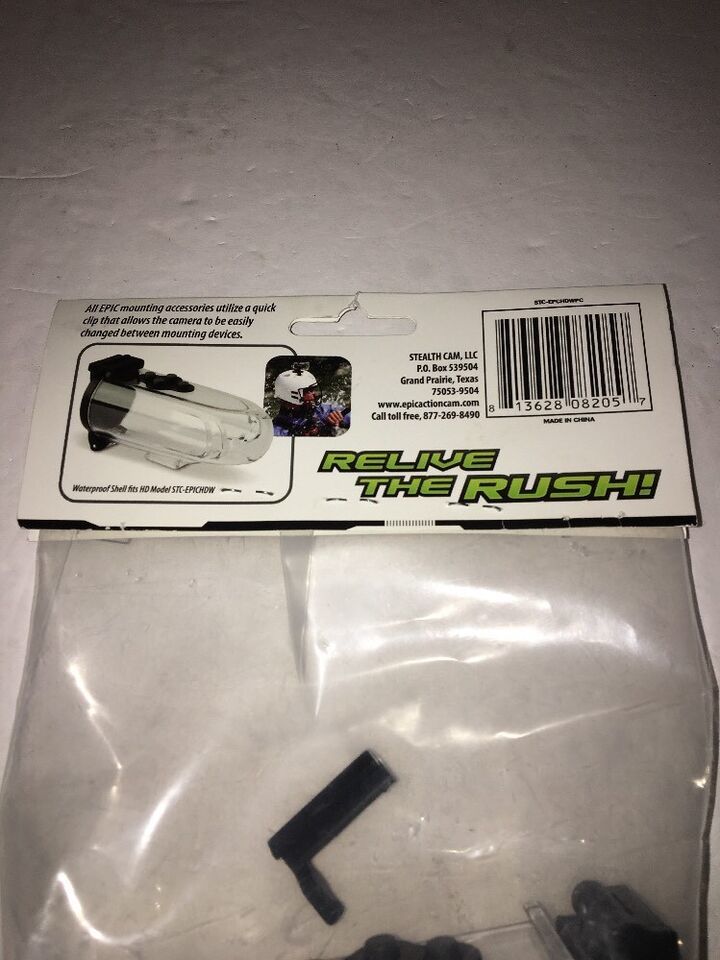 All EPIC mounting accessories utilize a quick
clip that allows the camera to be easily
changed between mounting devices.
Waterproof Shell fits HD Model STC-EPICHDW
STEALTH CAM, LLC
P.O. Box 539504
Grand Prairie, Texas
75053-9504
www.epicactioncam.com
Call toll free, 877-269-8490
STC-EPCHDWPC
8 13628 08205 7
MADE IN CHINA
RELIVE
THE RUSH!